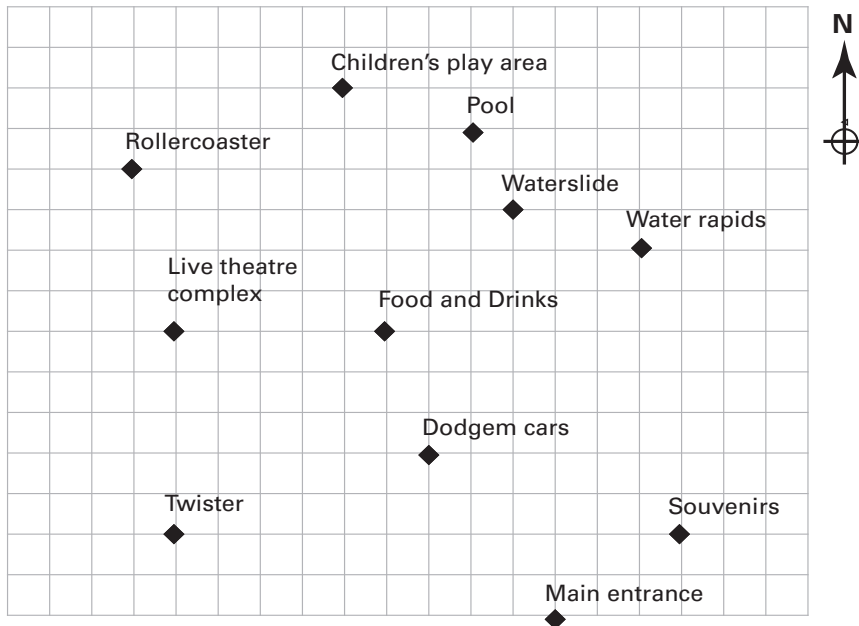 N
Children's play area
Pool
Rollercoaster
Waterslide
Water rapids
Live theatre
complex
Food and Drinks
Dodgem cars
Twister
Souvenirs
Main entrance